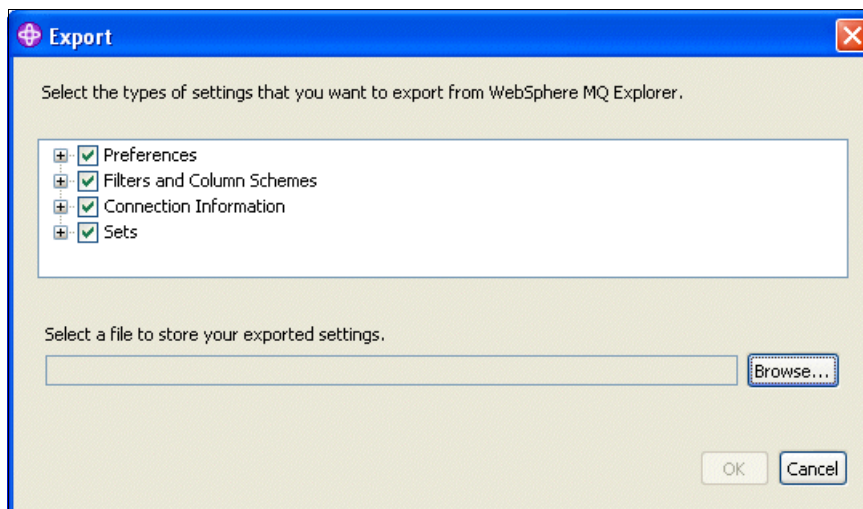 Export
Select the types of settings that you want to export from WebSphere MQ Explorer.
Preferences
Filters and Column Schemes
Connection Information
Sets
Select a file to store your exported settings.
Browse...
OK Cancel